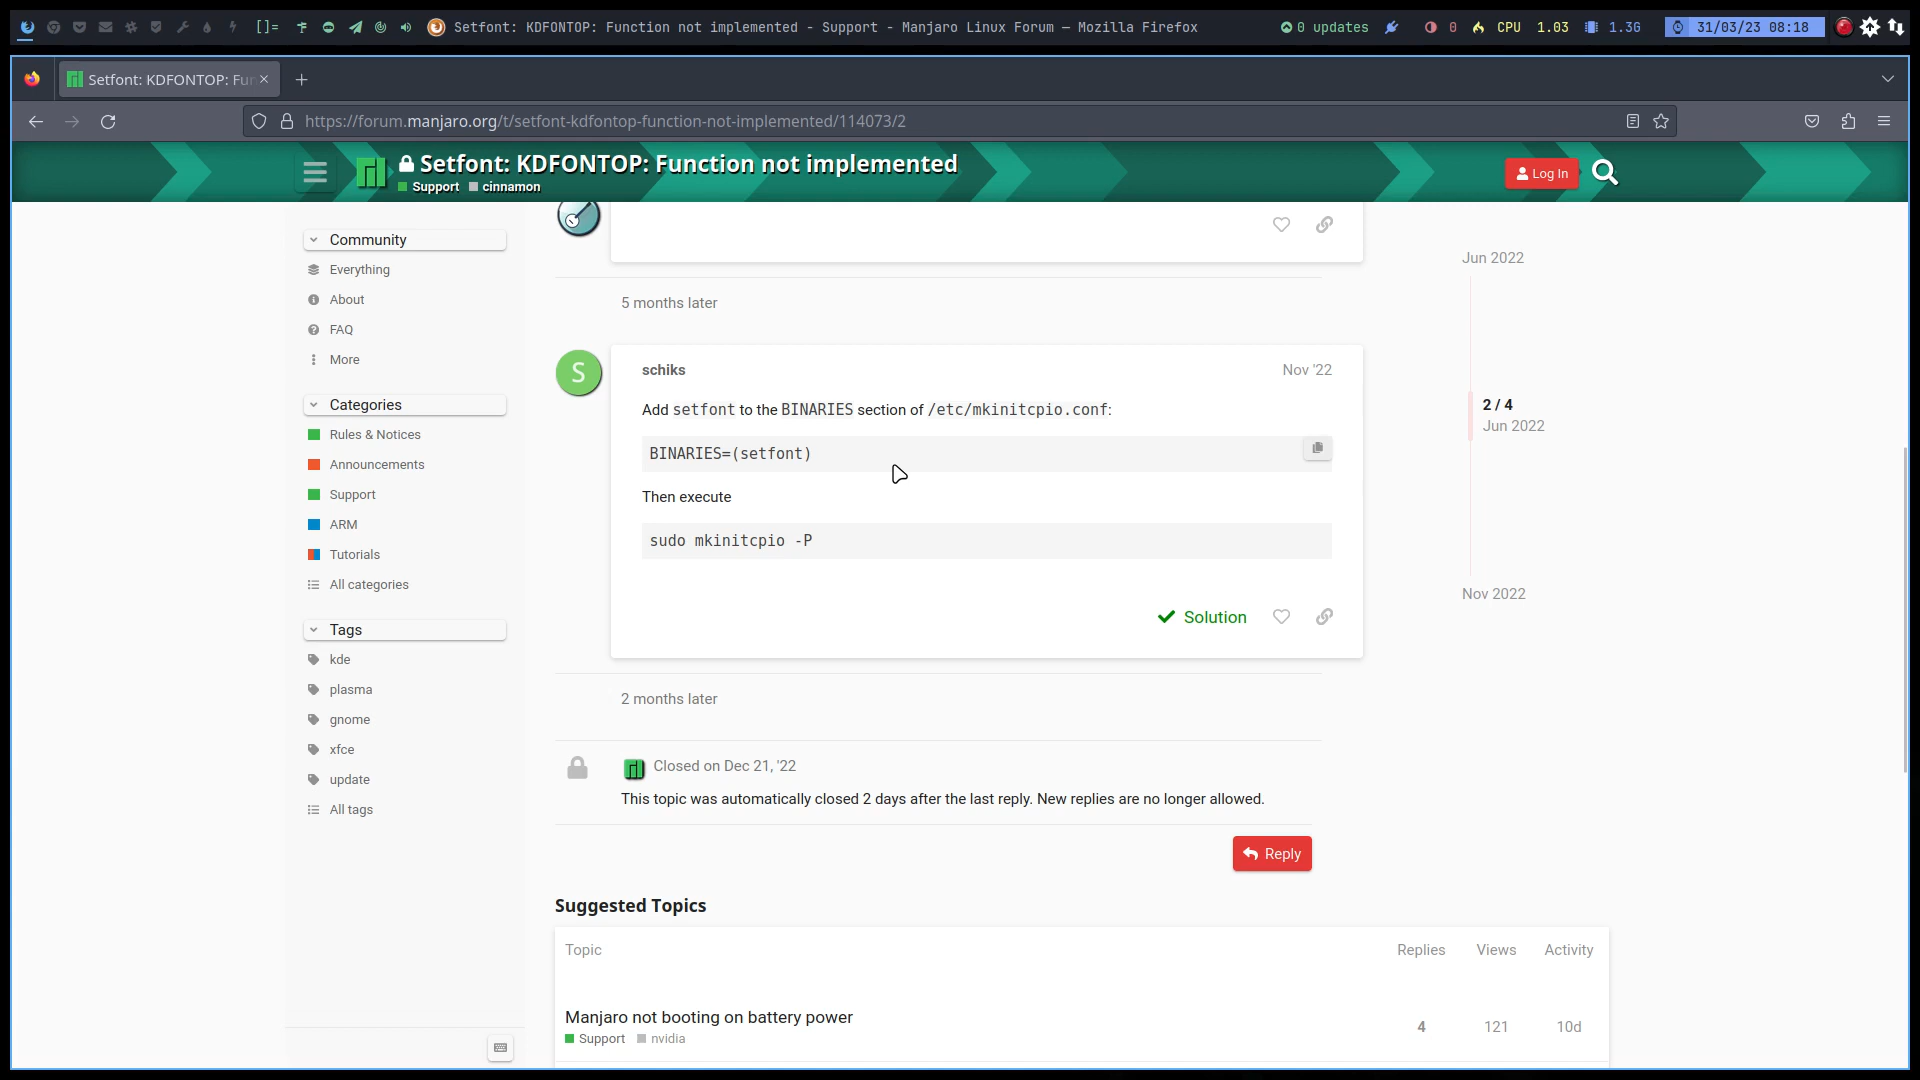 []= Setfont: KDFONTOP: Function not implemented - Support - Manjaro Linux Forum — Mozilla Firefox 0 updates 0 CPU 1.03 1.3G 31/03/23 08:18
Setfont: KDFONTOP: Fu
https://forum.manjaro.org/t/setfont-kdfontop-function-not-implemented/114073/2
Setfont: KDFONTOP: Function not implemented
Support cinnamon
Log In
Community
Everything
About
FAQ
More
Categories
Rules & Notices
Announcements
Support
ARM
Tutorials
All categories
Tags
kde
plasma
gnome
xfce
update
All tags
5 months later
S
schiks Nov '22
Add setfont to the BINARIES section of /etc/mkinitcpio.conf:
BINARIES=(setfont)
Then execute
sudo mkinitcpio -P
Solution
2 months later
Closed on Dec 21, '22
This topic was automatically closed 2 days after the last reply. New replies are no longer allowed.
Reply
Jun 2022
2 / 4
Jun 2022
Nov 2022
Suggested Topics
Topic Replies Views Activity
Manjaro not booting on battery power
Support nvidia
4 121 10d